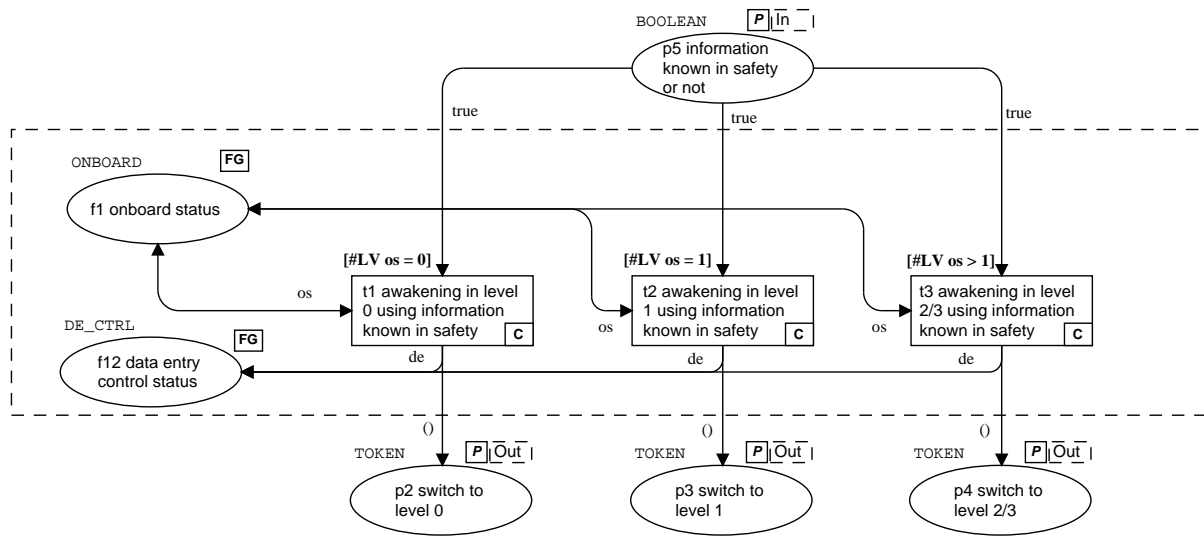 BOOLEAN
P In
p5 information
known in safety
or not
true
true
true
ONBOARD
FG
f1 onboard status
[#LV os = 0]
[#LV os = 1]
[#LV os > 1]
os
t1 awakening in level
0 using information
known in safety
C
os
t2 awakening in level
1 using information
known in safety
C
os
t3 awakening in level
2/3 using information
known in safety
C
DE_CTRL
FG
f12 data entry
control status
de
de
de
()
()
()
TOKEN
P Out
p2 switch to
level 0
TOKEN
P Out
p3 switch to
level 1
TOKEN
P Out
p4 switch to
level 2/3